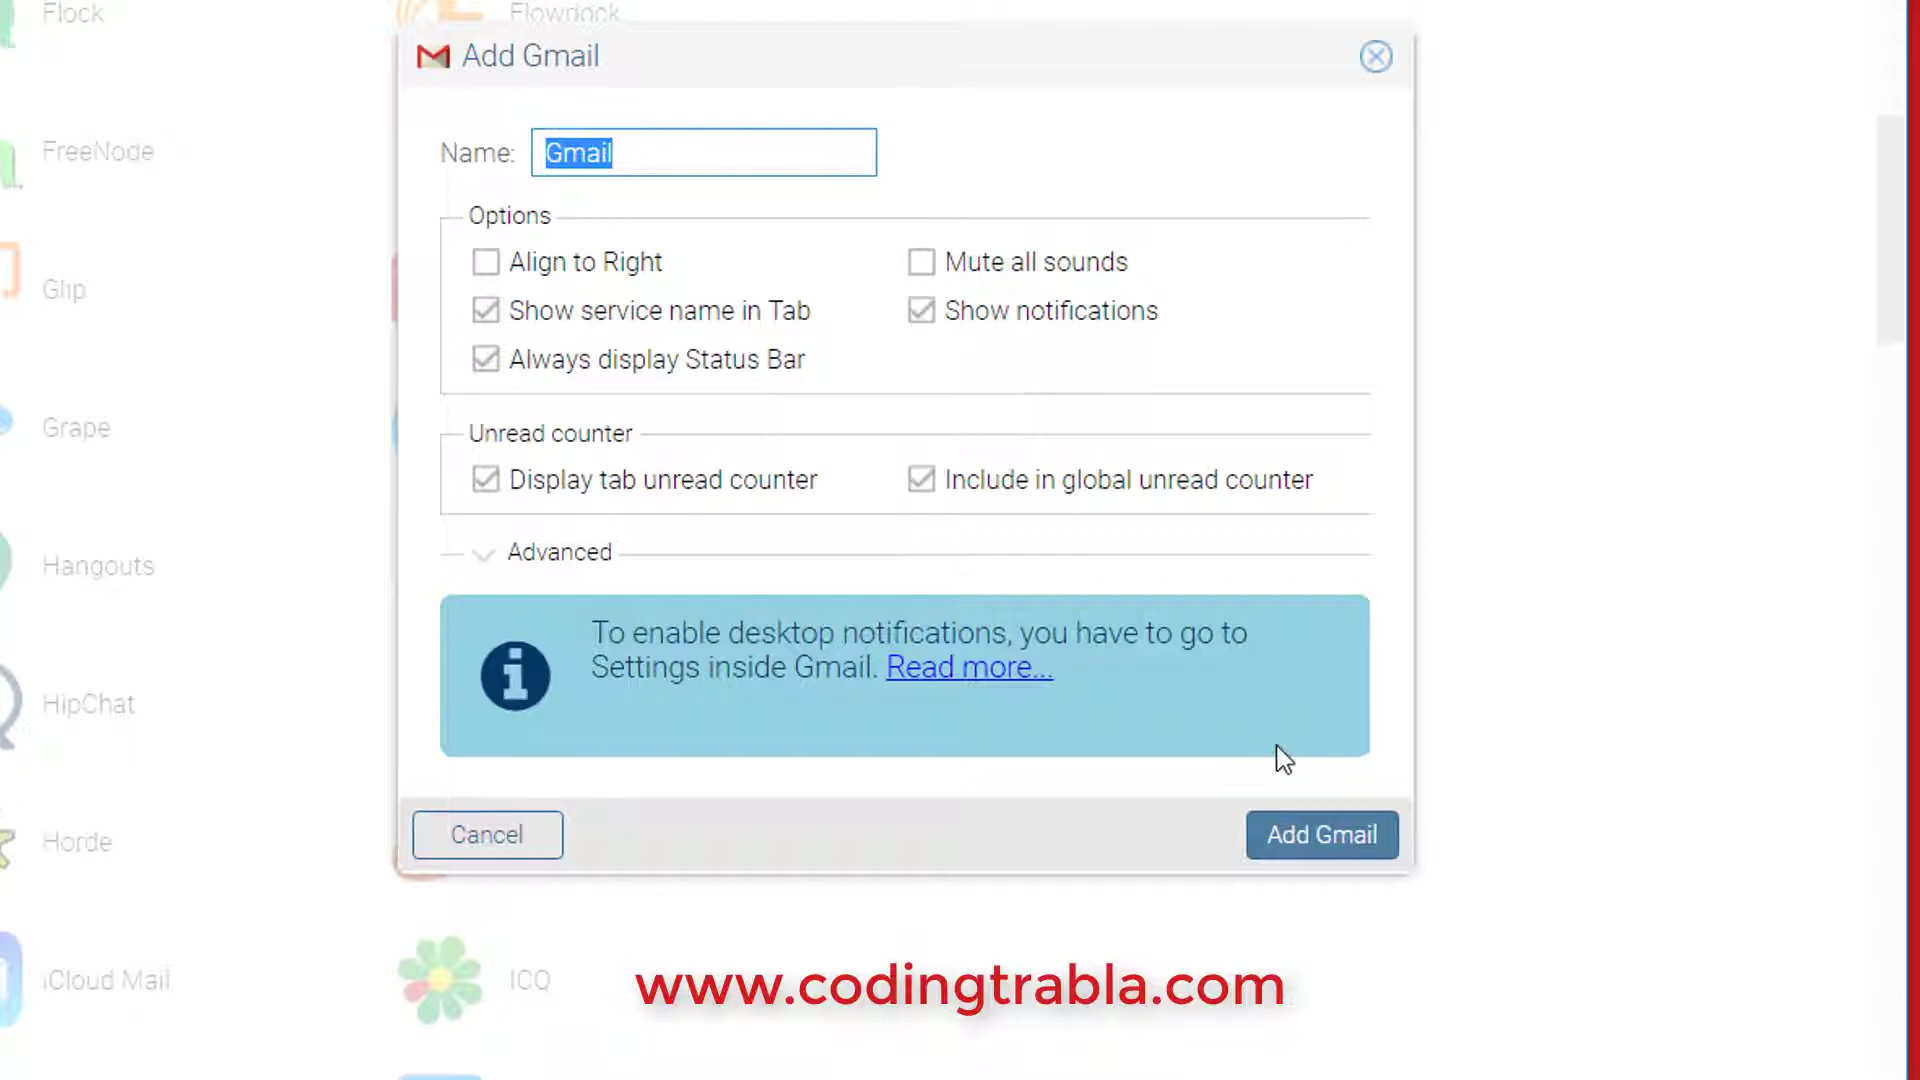 Flock
Flowdock
Add Gmail
FreeNode
Name: Gmail
Options
Align to Right
Mute all sounds
Show service name in Tab
Show notifications
Glip
Always display Status Bar
Grape
Unread counter
Display tab unread counter
Include in global unread counter
Advanced
Hangouts
To enable desktop notifications, you have to go to
Settings inside Gmail. Read more...
HipChat
Horde
Cancel
Add Gmail
iCloud Mail
ICQ
www.codingtrabla.com